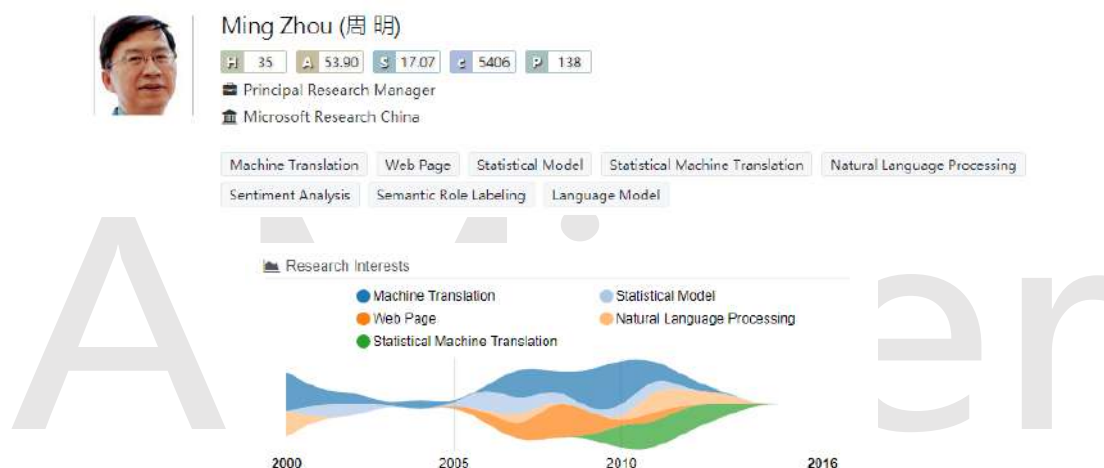 Ming Zhou (周 明)
H 35 A 53.90 S 17.07 c 5406 P 138
Principal Research Manager
Microsoft Research China
Machine Translation Web Page Statistical Model Statistical Machine Translation Natural Language Processing
Sentiment Analysis Semantic Role Labeling Language Model
Research Interests
Machine Translation Statistical Model
Web Page Natural Language Processing
Statistical Machine Translation
2000 2005 2010 2016